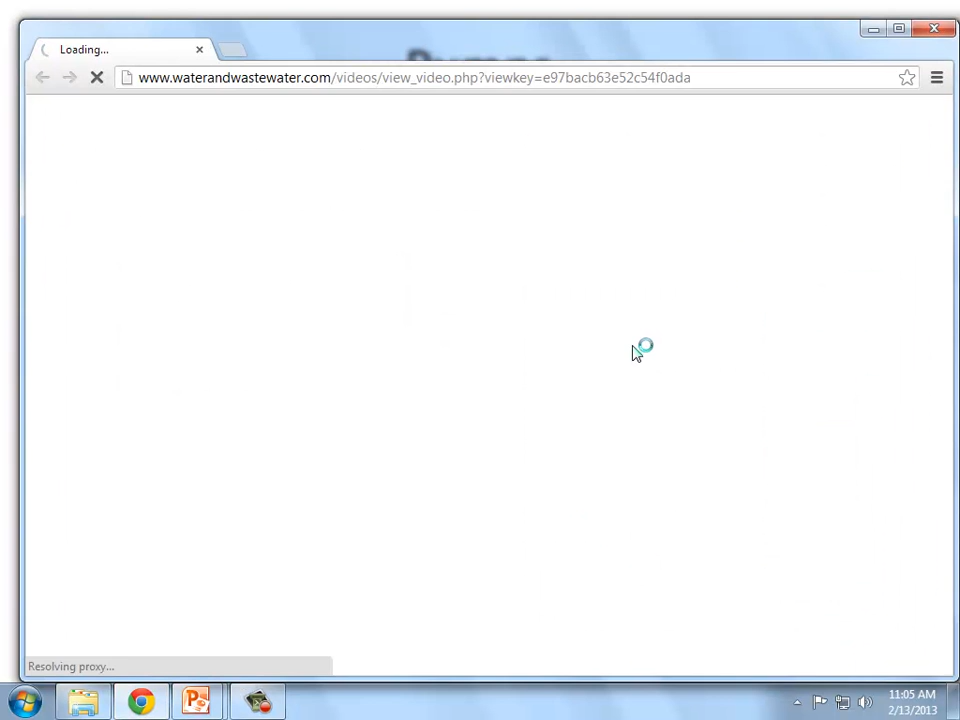 Loading...
www.waterandwastewater.com/videos/view_video.php?viewkey=e97bacb63e52c54f0ada
Resolving proxy...
11:05 AM
2/13/2013